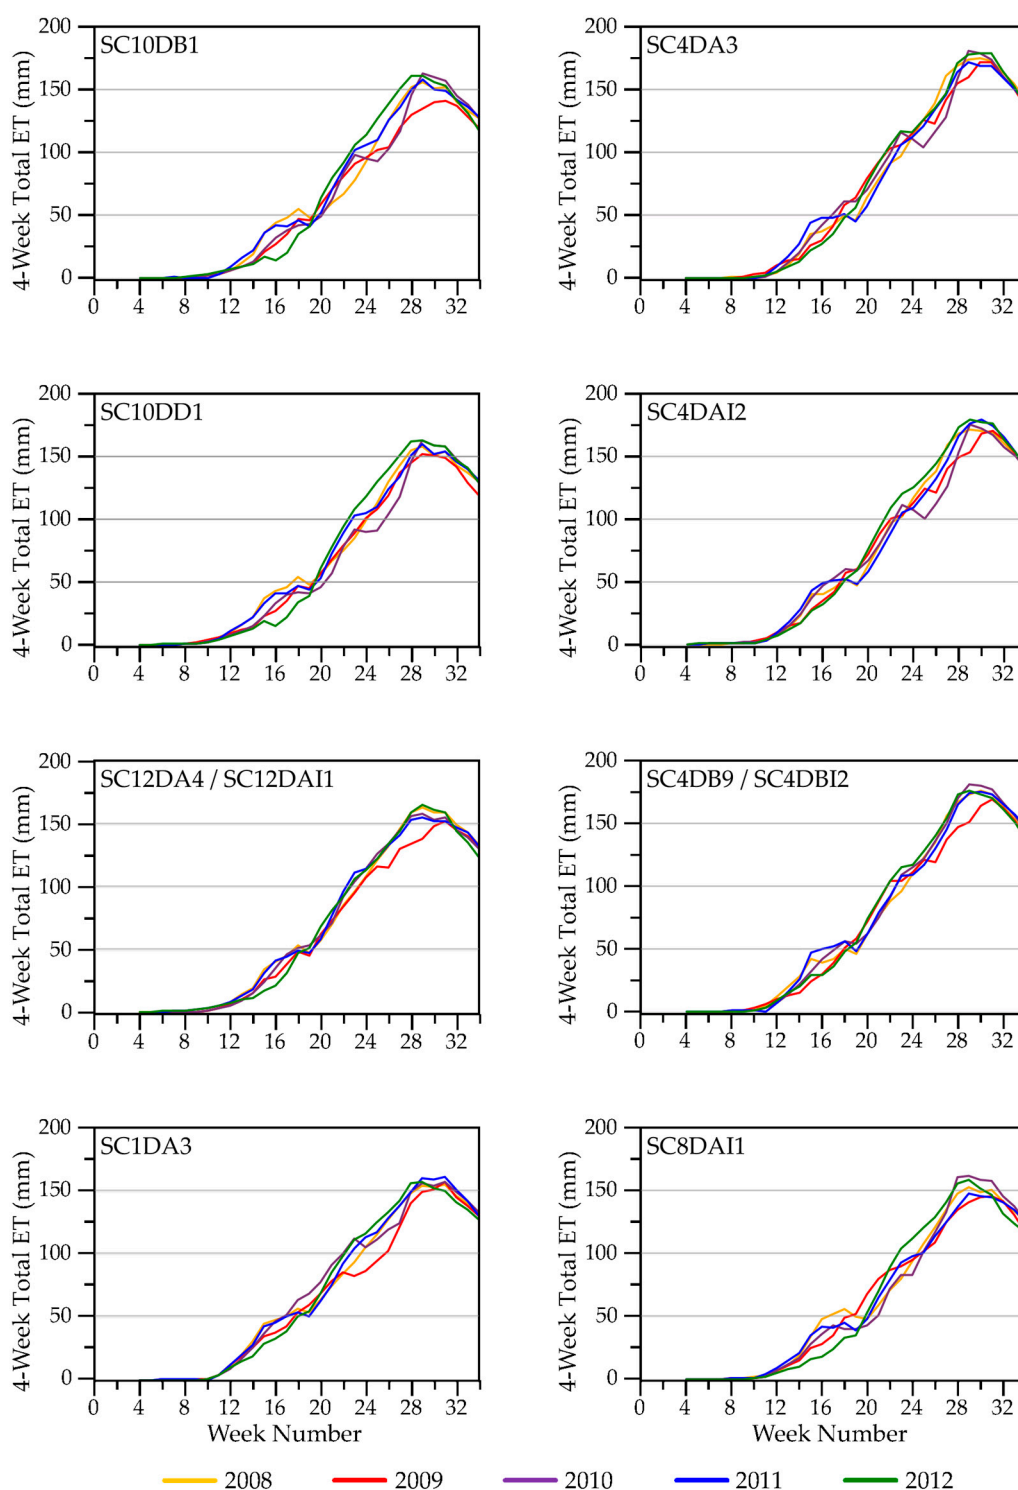 SC10DB1
4-Week Total ET (mm)
200
150
100
50
0
0 4 8 12 16 20 24 28 32
SC4DA3
4-Week Total ET (mm)
200
150
100
50
0
0 4 8 12 16 20 24 28 32
SC10DD1
4-Week Total ET (mm)
200
150
100
50
0
0 4 8 12 16 20 24 28 32
SC4DAI2
4-Week Total ET (mm)
200
150
100
50
0
0 4 8 12 16 20 24 28 32
SC12DA4 / SC12DAI1
4-Week Total ET (mm)
200
150
100
50
0
0 4 8 12 16 20 24 28 32
SC4DB9 / SC4DBI2
4-Week Total ET (mm)
200
150
100
50
0
0 4 8 12 16 20 24 28 32
SC1DA3
4-Week Total ET (mm)
200
150
100
50
0
0 4 8 12 16 20 24 28 32
Week Number
SC8DAI1
4-Week Total ET (mm)
200
150
100
50
0
0 4 8 12 16 20 24 28 32
Week Number
2008 2009 2010 2011 2012